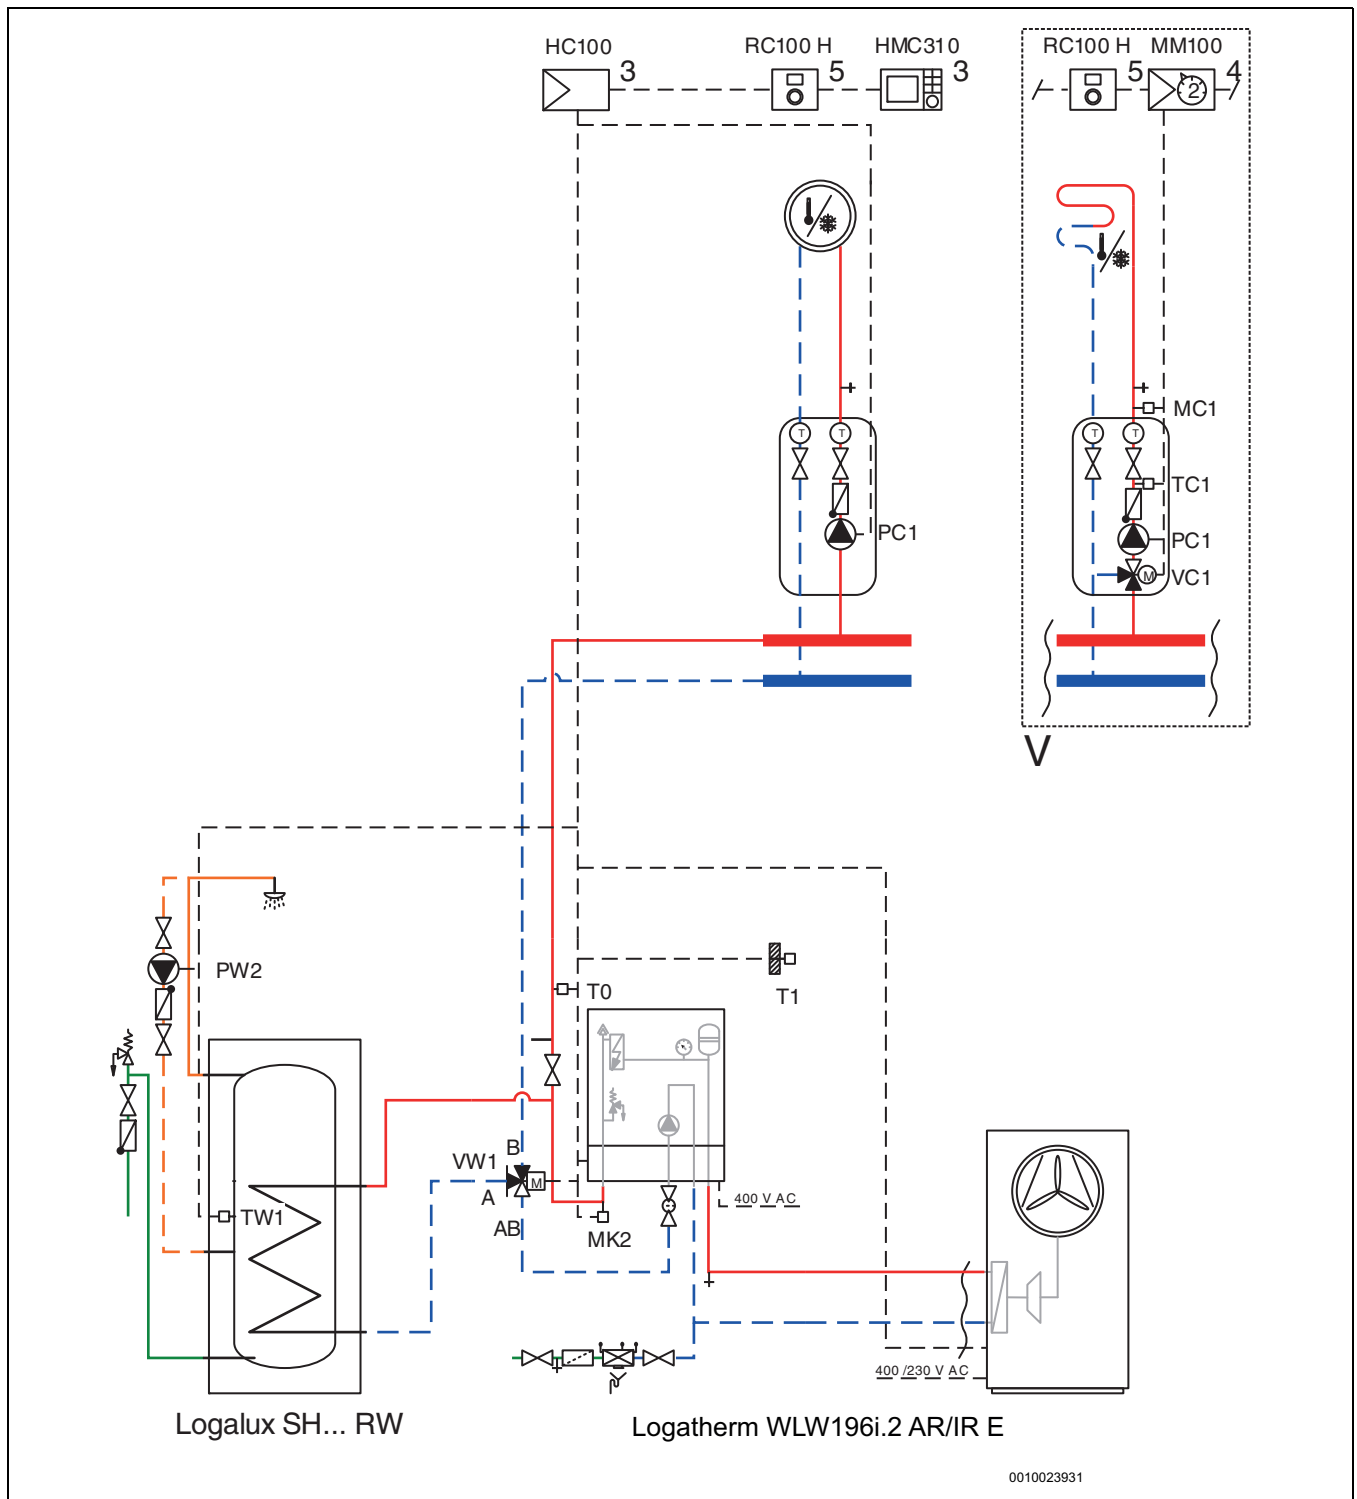 HC100
3
RC100 H
5
HMC310
3
RC100 H
5
MM100
2
4
MC1
T
T
T
T
TC1
PC1
PC1
M
VC1
V
PW2
T0
T1
B
VW1
M
A
AB
MK2
400 V AC
TW1
400 /230 V AC
Logalux SH... RW
Logatherm WLW196i.2 AR/IR E
0010023931